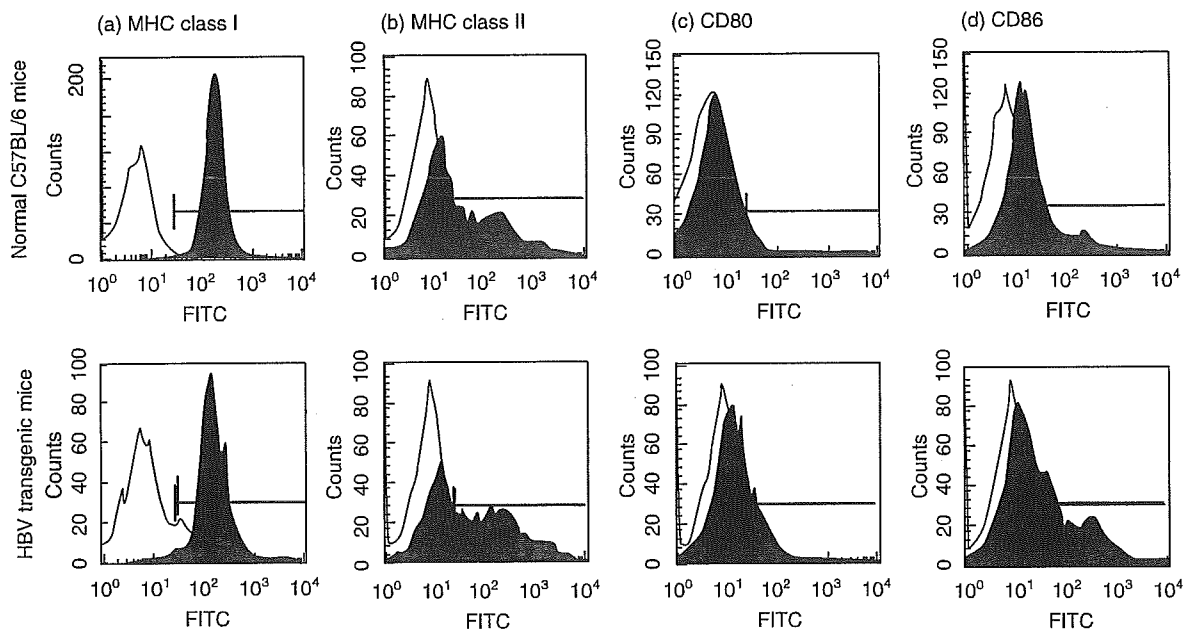 (a) MHC class I
(b) MHC class II
(c) CD80
(d) CD86
Normal C57BL/6 mice
Counts
200
0
10⁰ 10¹ 10² 10³ 10⁴
FITC
Counts
100
80
60
40
20
0
10⁰ 10¹ 10² 10³ 10⁴
FITC
Counts
150
120
90
60
30
0
10⁰ 10¹ 10² 10³ 10⁴
FITC
Counts
150
120
90
60
30
0
10⁰ 10¹ 10² 10³ 10⁴
FITC
HBV transgenic mice
Counts
100
80
60
40
20
0
10⁰ 10¹ 10² 10³ 10⁴
FITC
Counts
100
80
60
40
20
0
10⁰ 10¹ 10² 10³ 10⁴
FITC
Counts
100
80
60
40
20
0
10⁰ 10¹ 10² 10³ 10⁴
FITC
Counts
100
80
60
40
20
0
10⁰ 10¹ 10² 10³ 10⁴
FITC